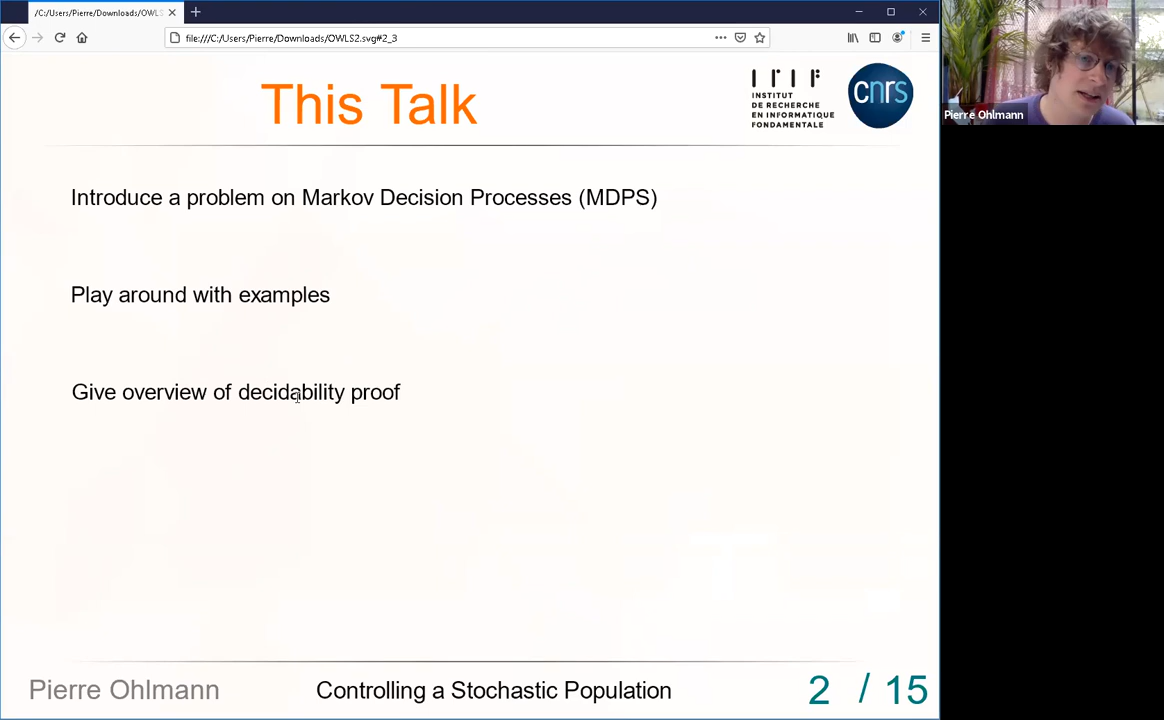 /C:/Users/Pierre/Downloads/OWLS
file:///C:/Users/Pierre/Downloads/OWLS2.svg#2_3
This Talk
INSTITUT
DE RECHERCHE
EN INFORMATIQUE
FONDAMENTALE
cnrs
Pierre Ohlmann
Introduce a problem on Markov Decision Processes (MDPS)
Play around with examples
Give overview of decidability proof
Pierre Ohlmann
Controlling a Stochastic Population
2 / 15